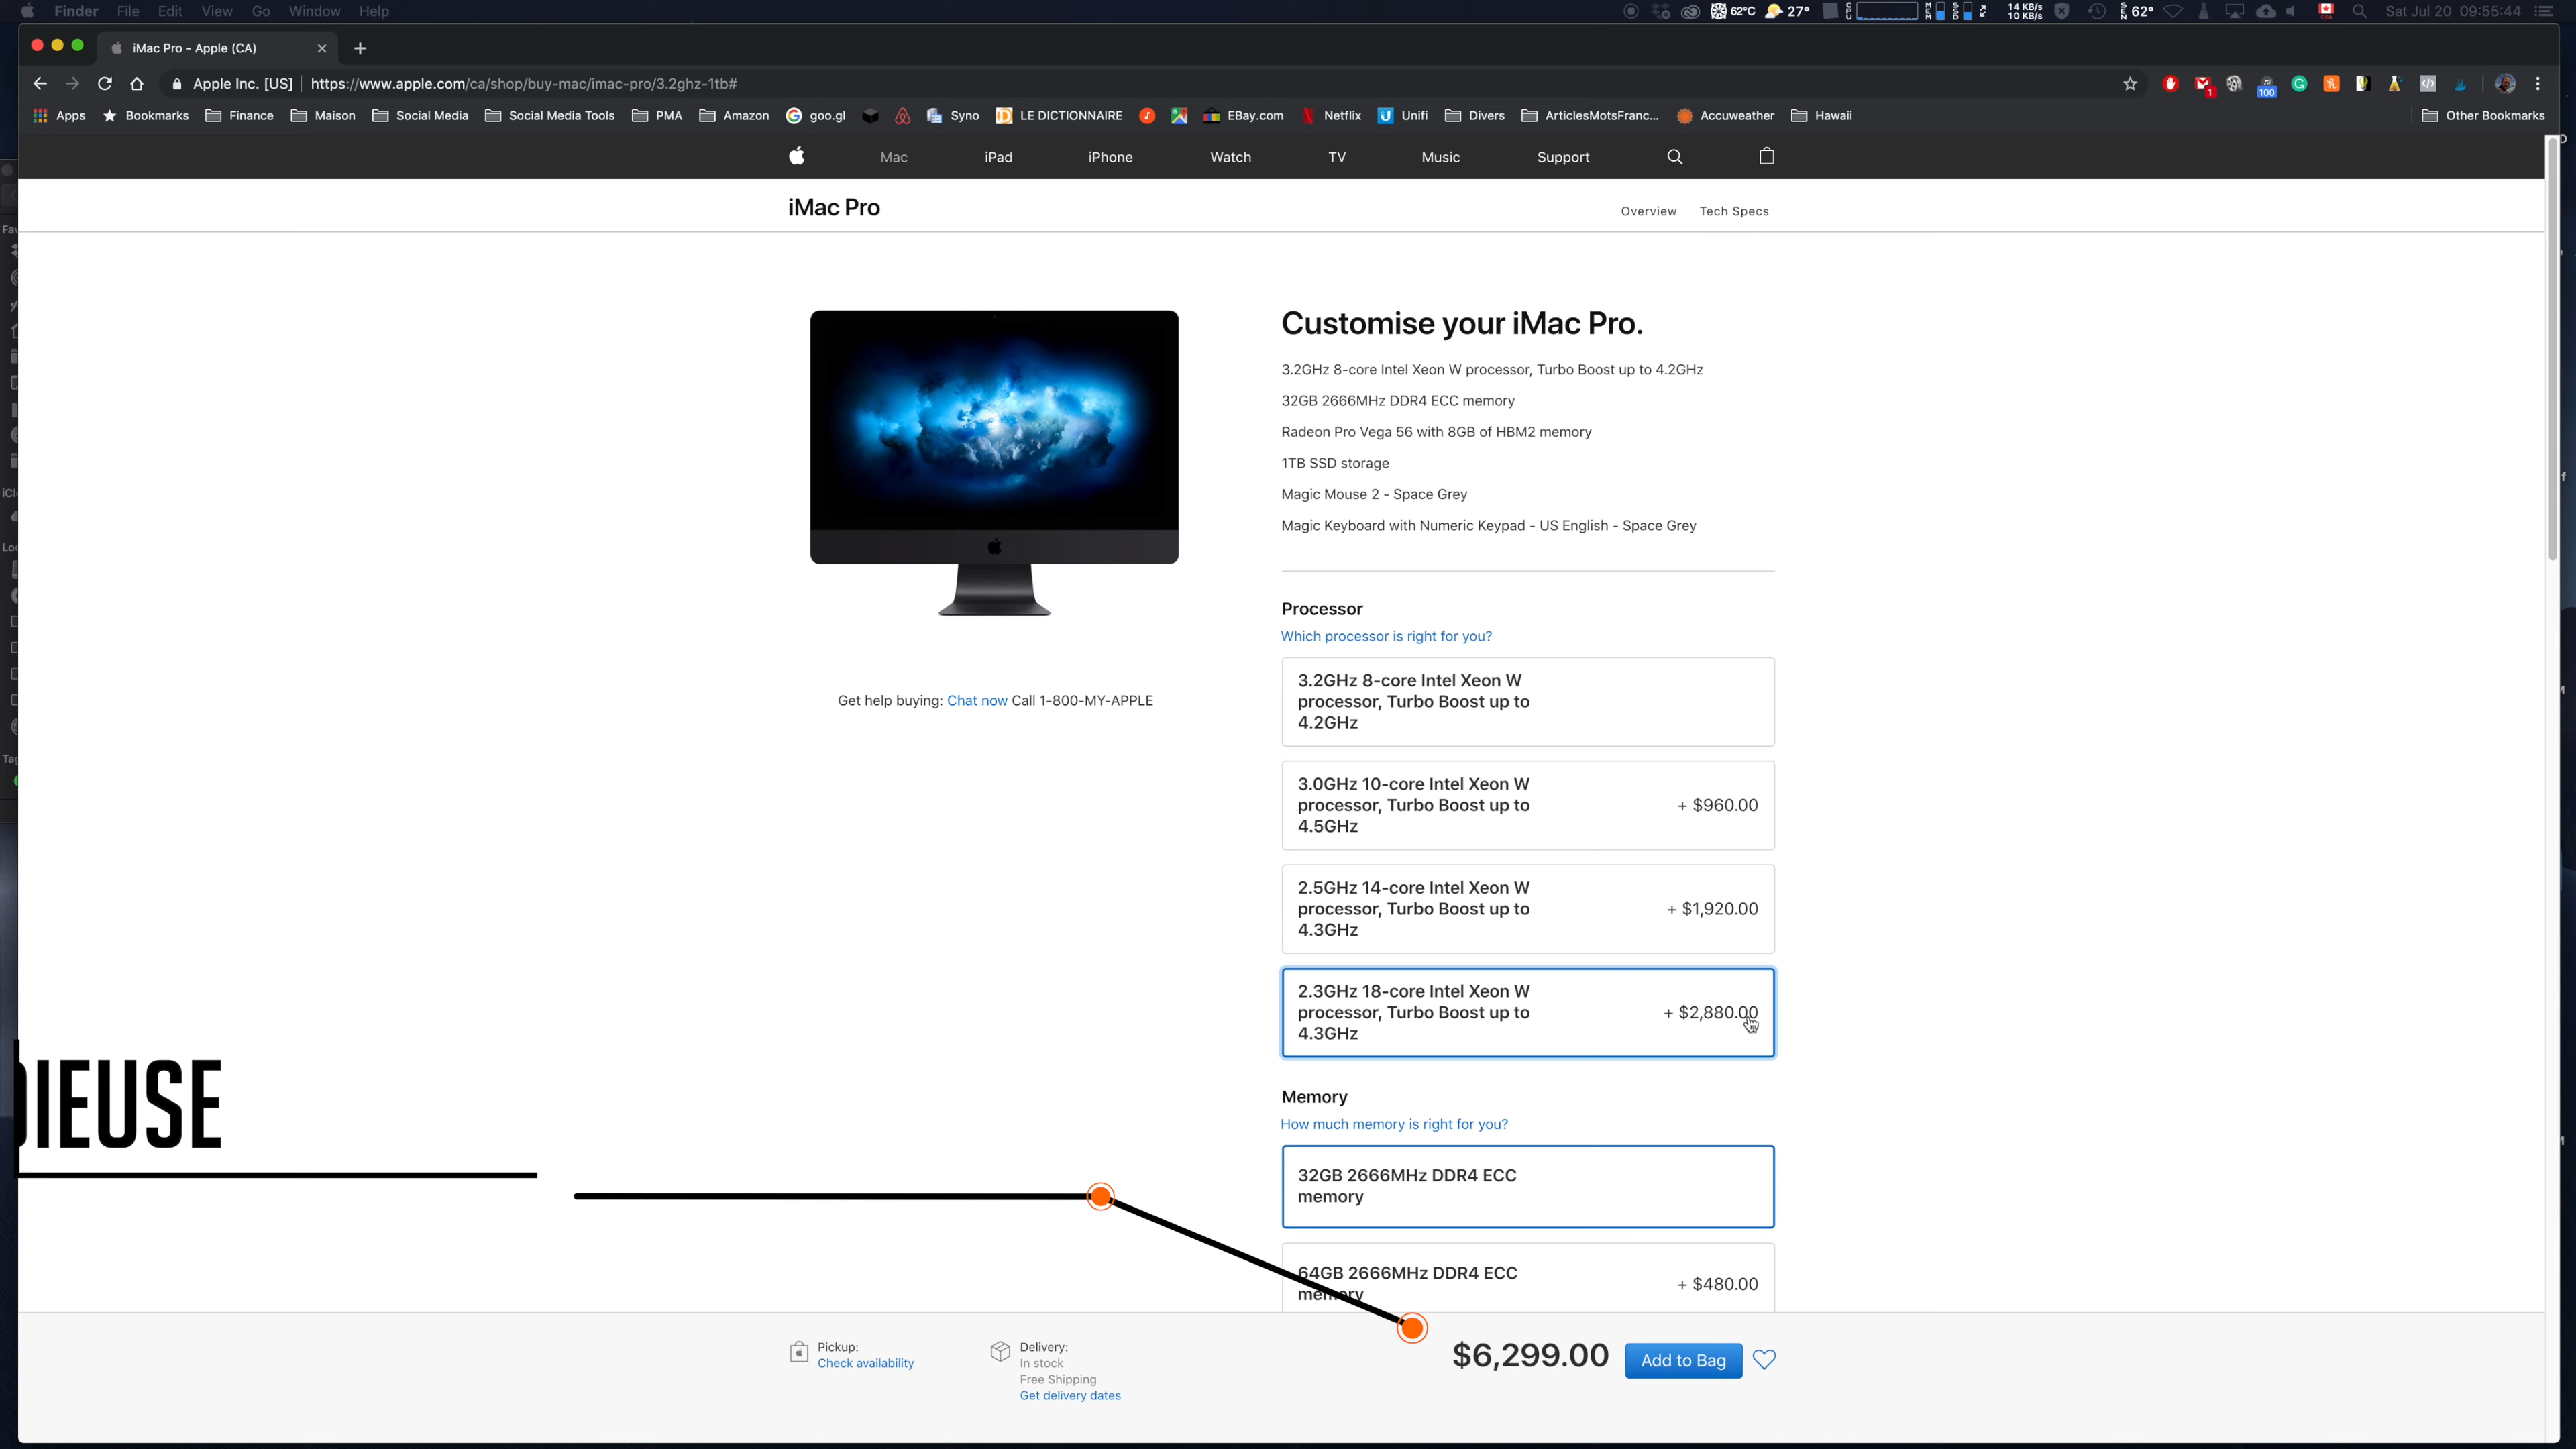 Finder File Edit View Go Window Help
62°C 27° 14 KB/s 10 KB/s 62° Sat Jul 20 09:55:44
iMac Pro - Apple (CA)
Apple Inc. [US] https://www.apple.com/ca/shop/buy-mac/imac-pro/3.2ghz-1tb#
1 100
Apps Bookmarks Finance Maison Social Media Social Media Tools PMA Amazon goo.gl Syno LE DICTIONNAIRE EBay.com Netflix Unifi Divers ArticlesMotsFranc... Accuweather Hawaii Other Bookmarks
Mac iPad iPhone Watch TV Music Support
iMac Pro
Overview Tech Specs
Customise your iMac Pro.
3.2GHz 8-core Intel Xeon W processor, Turbo Boost up to 4.2GHz
32GB 2666MHz DDR4 ECC memory
Radeon Pro Vega 56 with 8GB of HBM2 memory
1TB SSD storage
Magic Mouse 2 - Space Grey
Magic Keyboard with Numeric Keypad - US English - Space Grey
Get help buying: Chat now Call 1-800-MY-APPLE
Processor
Which processor is right for you?
3.2GHz 8-core Intel Xeon W
processor, Turbo Boost up to
4.2GHz
3.0GHz 10-core Intel Xeon W
processor, Turbo Boost up to
4.5GHz
+ $960.00
2.5GHz 14-core Intel Xeon W
processor, Turbo Boost up to
4.3GHz
+ $1,920.00
2.3GHz 18-core Intel Xeon W
processor, Turbo Boost up to
4.3GHz
+ $2,880.00
Memory
How much memory is right for you?
32GB 2666MHz DDR4 ECC
memory
64GB 2666MHz DDR4 ECC
memory
+ $480.00
DIEUSE
Pickup:
Check availability
Delivery:
In stock
Free Shipping
Get delivery dates
$6,299.00
Add to Bag